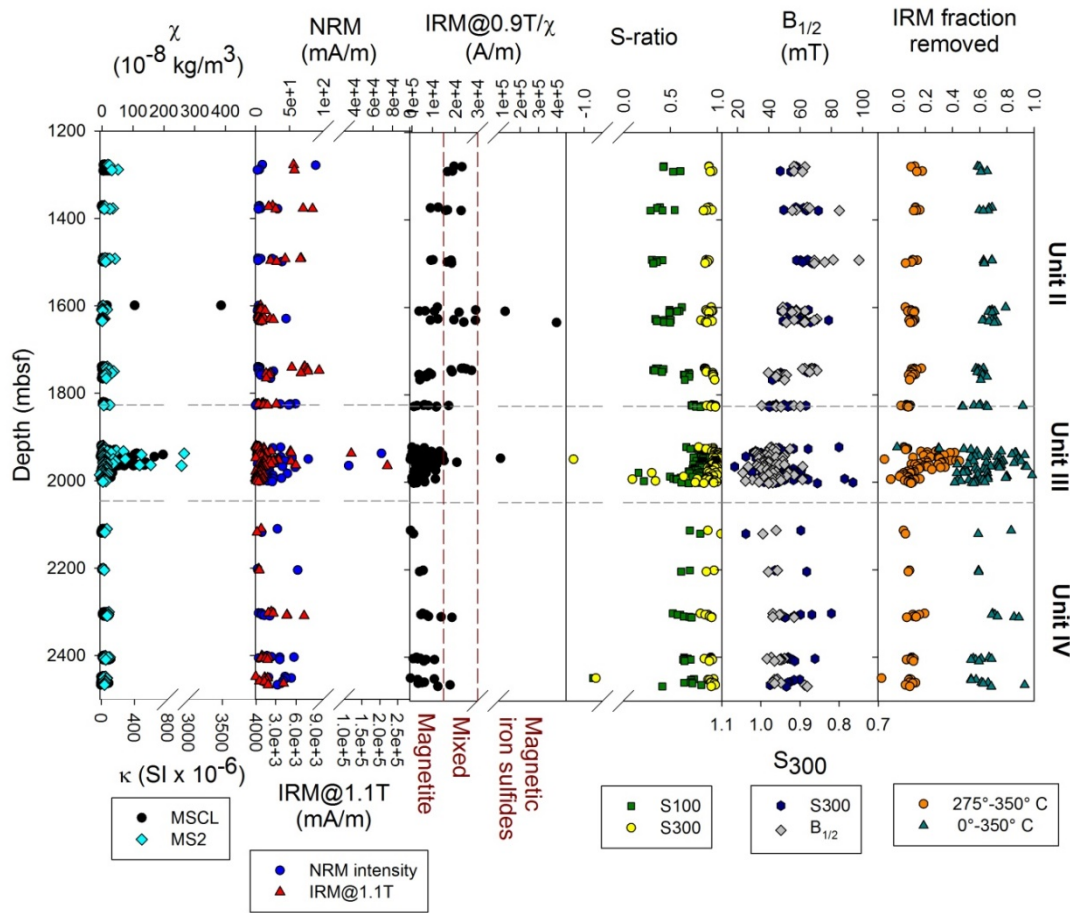 χ
(10⁻⁸ kg/m³)
NRM
(mA/m)
IRM@0.9T/χ
(A/m)
S-ratio
B₁/₂
(mT)
IRM fraction
removed
0 100 200 300 400
0 5e+1 1e+2 4e+4 8e+4
0e+5 1e+4 2e+4 3e+4 1e+5 2e+5 3e+5 4e+5
-1.0 0.0 0.5 1.0
20 40 60 80 100
0.0 0.2 0.4 0.6 0.8 1.0
Depth (mbsf)
1200
1400
1600
1800
2000
2200
2400
Unit II
Unit III
Unit IV
0 400 800 3000 3500 4000
0 3.0e+3 6.0e+3 9.0e+3 1.0e+5 2.0e+5 2.5e+5
Magnetite
Mixed
Magnetic
iron sulfides
1.1 1.0 0.9 0.8 0.7
κ (SI x 10⁻⁶)
IRM@1.1T
(mA/m)
S₃₀₀
MSCL
MS2
NRM intensity
IRM@1.1T
S100
S300
S300
B₁/₂
275°-350° C
0°-350° C